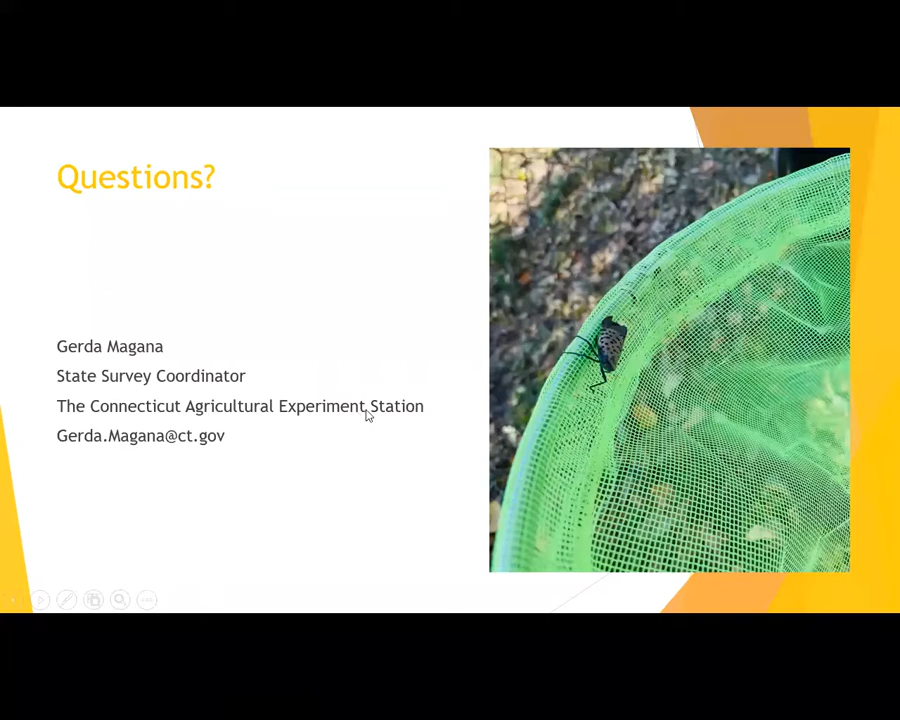 Questions?
Gerda Magana
State Survey Coordinator
The Connecticut Agricultural Experiment Station
Gerda.Magana@ct.gov